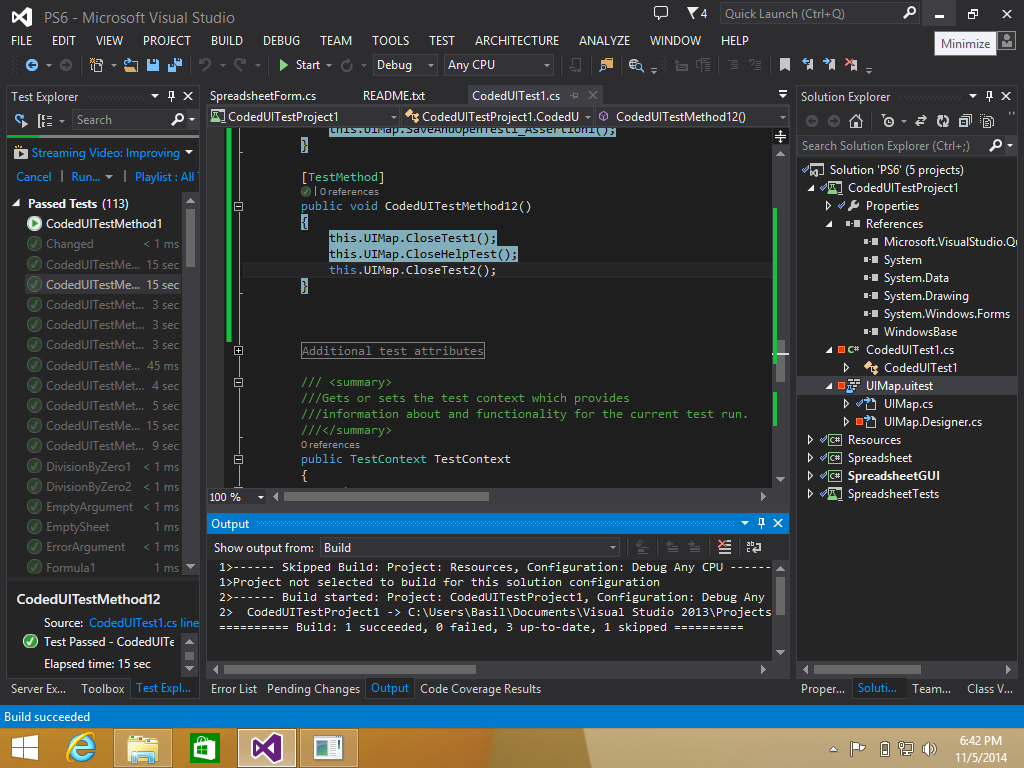 PS6 - Microsoft Visual Studio
4
Quick Launch (Ctrl+Q)
FILE EDIT VIEW PROJECT BUILD DEBUG TEAM TOOLS TEST ARCHITECTURE ANALYZE WINDOW HELP
Minimize
Start Debug Any CPU
Test Explorer
Search
Streaming Video: Improving
Cancel Run... Playlist : All
Passed Tests (113)
CodedUITestMethod1
Changed < 1 ms
CodedUITestMe... 15 sec
CodedUITestMe... 15 sec
CodedUITestMet... 3 sec
CodedUITestMet... 3 sec
CodedUITestMet... 3 sec
CodedUITestMet... 45 ms
CodedUITestMet... 4 sec
CodedUITestMet... 5 sec
CodedUITestMe... 15 sec
CodedUITestMet... 9 sec
DivisionByZero1 < 1 ms
DivisionByZero2 < 1 ms
EmptyArgument < 1 ms
EmptySheet 1 ms
ErrorArgument < 1 ms
Formula1 1 ms
CodedUITestMethod12
Source: CodedUITest1.cs line
Test Passed - CodedUITe
Elapsed time: 15 sec
Server Ex... Toolbox Test Expl...
SpreadsheetForm.cs README.txt CodedUITest1.cs
CodedUITestProject1 CodedUITestProject1.CodedU CodedUITestMethod12()
this.UIMap.SaveAndOpenTest1_Assertion1();
}
[TestMethod]
| 0 references
public void CodedUITestMethod12()
{
this.UIMap.CloseTest1();
this.UIMap.CloseHelpTest();
this.UIMap.CloseTest2();
}
Additional test attributes
/// <summary>
///Gets or sets the test context which provides
///information about and functionality for the current test run.
///</summary>
0 references
public TestContext TestContext
{
100 %
Output
Show output from: Build
1>------ Skipped Build: Project: Resources, Configuration: Debug Any CPU ------
1>Project not selected to build for this solution configuration
2>------ Build started: Project: CodedUITestProject1, Configuration: Debug Any
2>  CodedUITestProject1 -> C:\Users\Basil\Documents\Visual Studio 2013\Projects
========== Build: 1 succeeded, 0 failed, 3 up-to-date, 1 skipped ==========
Error List Pending Changes Output Code Coverage Results
Solution Explorer
Search Solution Explorer (Ctrl+;)
Solution 'PS6' (5 projects)
CodedUITestProject1
Properties
References
Microsoft.VisualStudio.Qu
System
System.Data
System.Drawing
System.Windows.Forms
WindowsBase
C# CodedUITest1.cs
CodedUITest1
UIMap.uitest
UIMap.cs
UIMap.Designer.cs
C# Resources
C# Spreadsheet
C# SpreadsheetGUI
SpreadsheetTests
Proper... Soluti... Team... Class V...
Build succeeded
6:42 PM
11/5/2014